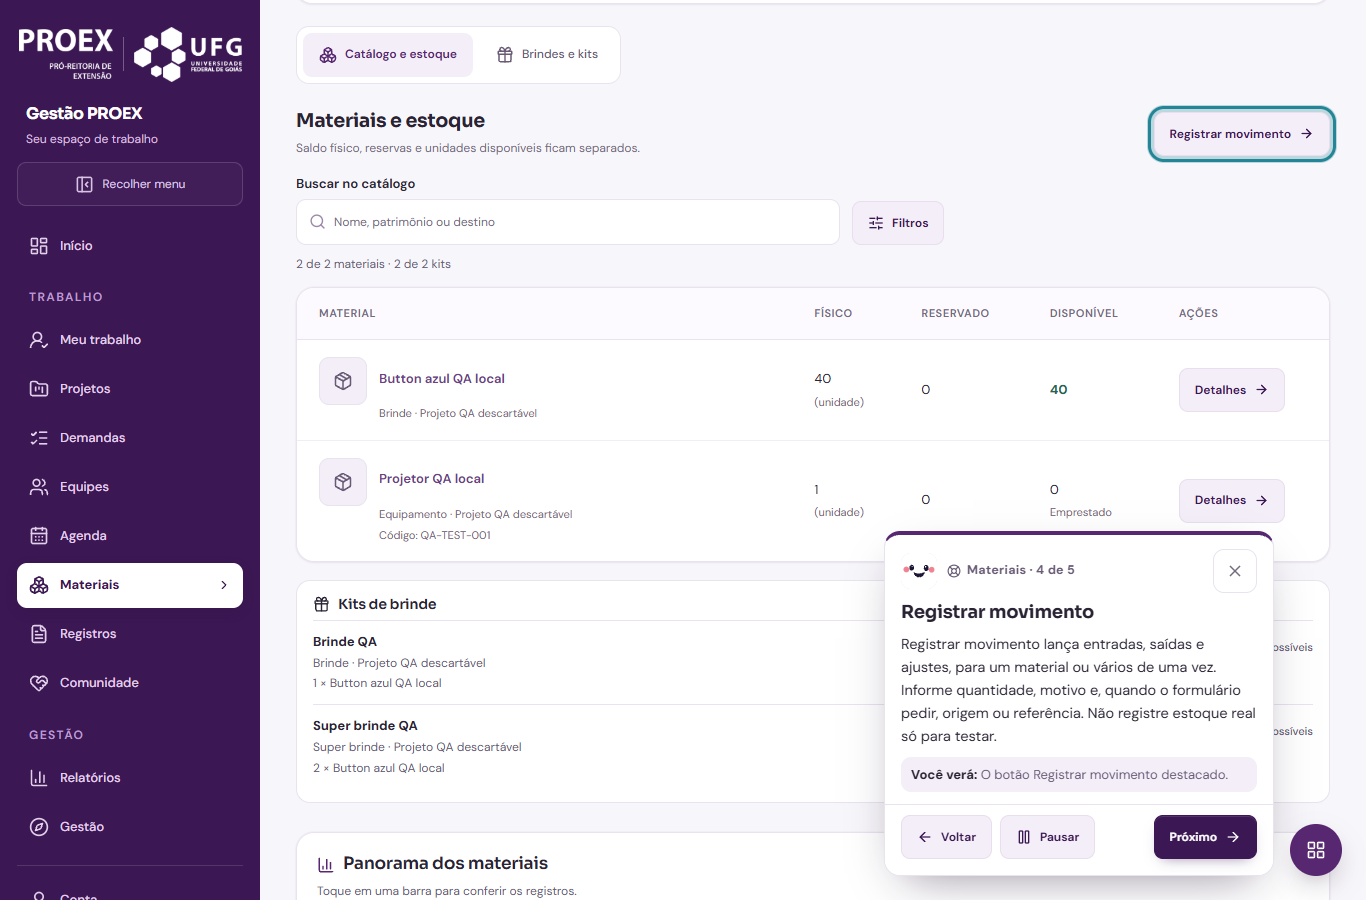 PROEX
PRÓ-REITORIA DE
EXTENSÃO
UFG
UNIVERSIDADE
FEDERAL DE GOIÁS
Gestão PROEX
Seu espaço de trabalho
Recolher menu
Início
TRABALHO
Meu trabalho
Projetos
Demandas
Equipes
Agenda
Materiais
Registros
Comunidade
GESTÃO
Relatórios
Gestão
Conta
Catálogo e estoque
Brindes e kits
Materiais e estoque
Saldo físico, reservas e unidades disponíveis ficam separados.
Registrar movimento
Buscar no catálogo
Nome, patrimônio ou destino
Filtros
2 de 2 materiais · 2 de 2 kits
MATERIAL FÍSICO RESERVADO DISPONÍVEL AÇÕES
Button azul QA local
Brinde · Projeto QA descartável
40
(unidade)
0
40
Detalhes
Projetor QA local
Equipamento · Projeto QA descartável
Código: QA-TEST-001
1
(unidade)
0
0
Emprestado
Detalhes
Kits de brinde
Brinde QA
Brinde · Projeto QA descartável
1 × Button azul QA local
ossíveis
Super brinde QA
Super brinde · Projeto QA descartável
2 × Button azul QA local
ossíveis
Panorama dos materiais
Toque em uma barra para conferir os registros.
Materiais · 4 de 5
Registrar movimento
Registrar movimento lança entradas, saídas e
ajustes, para um material ou vários de uma vez.
Informe quantidade, motivo e, quando o formulário
pedir, origem ou referência. Não registre estoque real
só para testar.
Você verá: O botão Registrar movimento destacado.
Voltar
Pausar
Próximo